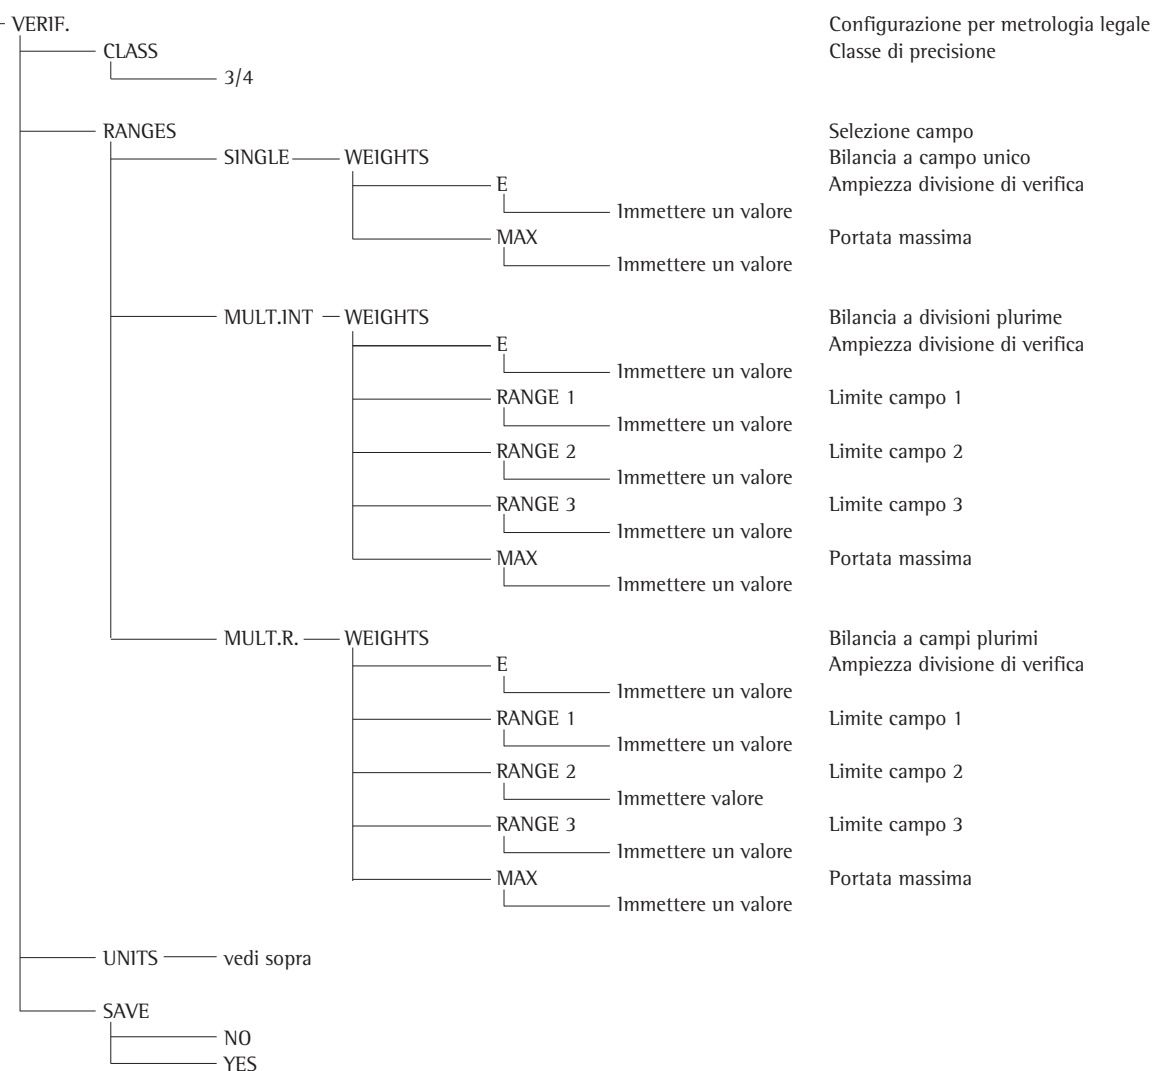 VERIF. Configurazione per metrologia legale
CLASS Classe di precisione
3/4
RANGES Selezione campo
SINGLE WEIGHTS Bilancia a campo unico
E Ampiezza divisione di verifica
Immettere un valore
MAX Portata massima
Immettere un valore
MULT.INT WEIGHTS Bilancia a divisioni plurime
E Ampiezza divisione di verifica
Immettere un valore
RANGE 1 Limite campo 1
Immettere un valore
RANGE 2 Limite campo 2
Immettere un valore
RANGE 3 Limite campo 3
Immettere un valore
MAX Portata massima
Immettere un valore
MULT.R. WEIGHTS Bilancia a campi plurimi
E Ampiezza divisione di verifica
Immettere un valore
RANGE 1 Limite campo 1
Immettere un valore
RANGE 2 Limite campo 2
Immettere valore
RANGE 3 Limite campo 3
Immettere un valore
MAX Portata massima
Immettere un valore
UNITS vedi sopra
SAVE
NO
YES